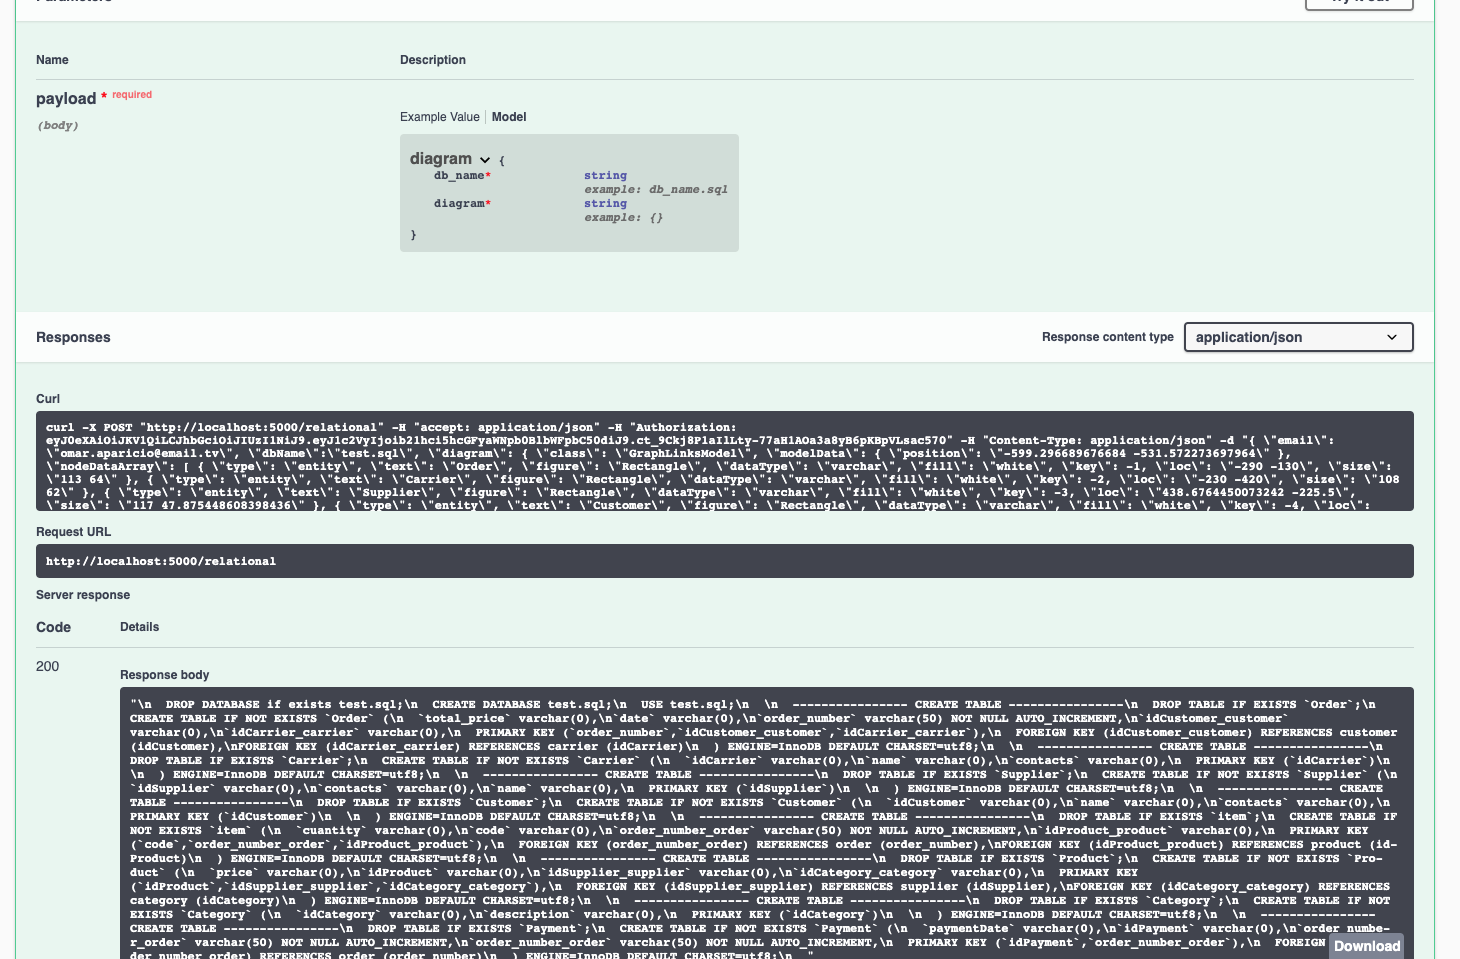 Name Description
payload * required
(body)
Example Value Model
diagram {
db_name* string
example: db_name.sql
diagram* string
example: {}
}
Responses Response content type application/json
Curl
curl -X POST "http://localhost:5000/relational" -H "accept: application/json" -H "Authorization:
"Content-Type: application/json" -d "{ \"email\":
\"omar.aparicio@email.tv\", \"dbName\":\"test.sql\", \"diagram\": { \"class\": \"GraphLinksModel\", \"modelData\": { \"position\": \"-599.296689676684 -531.572273697964\" },
\"nodeDataArray\": [ { \"type\": \"entity\", \"text\": \"Order\", \"figure\": \"Rectangle\", \"dataType\": \"varchar\", \"fill\": \"white\", \"key\": -1, \"loc\": \"-290 -130\", \"size\":
\"113 64\" }, { \"type\": \"entity\", \"text\": \"Carrier\", \"figure\": \"Rectangle\", \"dataType\": \"varchar\", \"fill\": \"white\", \"key\": -2, \"loc\": \"-230 -420\", \"size\": \"108
62\" }, { \"type\": \"entity\", \"text\": \"Supplier\", \"figure\": \"Rectangle\", \"dataType\": \"varchar\", \"fill\": \"white\", \"key\": -3, \"loc\": \"438.6764450073242 -225.5\",
\"size\": \"117 47.875448608398436\" }, { \"type\": \"entity\", \"text\": \"Customer\", \"figure\": \"Rectangle\", \"dataType\": \"varchar\", \"fill\": \"white\", \"key\": -4, \"loc\":
Request URL
http://localhost:5000/relational
Server response
Code Details
200
Response body
"\n  DROP DATABASE if exists test.sql;\n  CREATE DATABASE test.sql;\n  USE test.sql;\n  \n  ---------------- CREATE TABLE ----------------\n  DROP TABLE IF EXISTS `Order`;\n
CREATE TABLE IF NOT EXISTS `Order` (\n  `total_price` varchar(0),\n`date` varchar(0),\n`order_number` varchar(50) NOT NULL AUTO_INCREMENT,\n`idCustomer_customer`
varchar(0),\n`idCarrier_carrier` varchar(0),\n  PRIMARY KEY (`order_number`,`idCustomer_customer`,`idCarrier_carrier`),\n  FOREIGN KEY (idCustomer_customer) REFERENCES customer
(idCustomer),\nFOREIGN KEY (idCarrier_carrier) REFERENCES carrier (idCarrier)\n  ) ENGINE=InnoDB DEFAULT CHARSET=utf8;\n  \n  ---------------- CREATE TABLE ----------------\n
DROP TABLE IF EXISTS `Carrier`;\n  CREATE TABLE IF NOT EXISTS `Carrier` (\n  `idCarrier` varchar(0),\n`name` varchar(0),\n`contacts` varchar(0),\n  PRIMARY KEY (`idCarrier`)\n
\n  ) ENGINE=InnoDB DEFAULT CHARSET=utf8;\n  \n  ---------------- CREATE TABLE ----------------\n  DROP TABLE IF EXISTS `Supplier`;\n  CREATE TABLE IF NOT EXISTS `Supplier` (\n
`idSupplier` varchar(0),\n`contacts` varchar(0),\n`name` varchar(0),\n  PRIMARY KEY (`idSupplier`)\n  \n  ) ENGINE=InnoDB DEFAULT CHARSET=utf8;\n  \n  ---------------- CREATE
TABLE ----------------\n  DROP TABLE IF EXISTS `Customer`;\n  CREATE TABLE IF NOT EXISTS `Customer` (\n  `idCustomer` varchar(0),\n`name` varchar(0),\n`contacts` varchar(0),\n
PRIMARY KEY (`idCustomer`)\n  \n  ) ENGINE=InnoDB DEFAULT CHARSET=utf8;\n  \n  ---------------- CREATE TABLE ----------------\n  DROP TABLE IF EXISTS `item`;\n  CREATE TABLE IF
NOT EXISTS `item` (\n  `cuantity` varchar(0),\n`code` varchar(0),\n`order_number_order` varchar(50) NOT NULL AUTO_INCREMENT,\n`idProduct_product` varchar(0),\n  PRIMARY KEY
(`code`,`order_number_order`,`idProduct_product`),\n  FOREIGN KEY (order_number_order) REFERENCES order (order_number),\nFOREIGN KEY (idProduct_product) REFERENCES product (id-
Product)\n  ) ENGINE=InnoDB DEFAULT CHARSET=utf8;\n  \n  ---------------- CREATE TABLE ----------------\n  DROP TABLE IF EXISTS `Product`;\n  CREATE TABLE IF NOT EXISTS `Pro-
duct` (\n  `price` varchar(0),\n`idProduct` varchar(0),\n`idSupplier_supplier` varchar(0),\n`idCategory_category` varchar(0),\n  PRIMARY KEY
(`idProduct`,`idSupplier_supplier`,`idCategory_category`),\n  FOREIGN KEY (idSupplier_supplier) REFERENCES supplier (idSupplier),\nFOREIGN KEY (idCategory_category) REFERENCES
category (idCategory)\n  ) ENGINE=InnoDB DEFAULT CHARSET=utf8;\n  \n  ---------------- CREATE TABLE ----------------\n  DROP TABLE IF EXISTS `Category`;\n  CREATE TABLE IF NOT
EXISTS `Category` (\n  `idCategory` varchar(0),\n`description` varchar(0),\n  PRIMARY KEY (`idCategory`)\n  \n  ) ENGINE=InnoDB DEFAULT CHARSET=utf8;\n  \n  ----------------
CREATE TABLE ----------------\n  DROP TABLE IF EXISTS `Payment`;\n  CREATE TABLE IF NOT EXISTS `Payment` (\n  `paymentDate` varchar(0),\n`idPayment` varchar(0),\n`order_numbe-
r_order` varchar(50) NOT NULL AUTO_INCREMENT,\n`order_number_order` varchar(50) NOT NULL AUTO_INCREMENT,\n  PRIMARY KEY (`idPayment`,`order_number_order`),\n  FOREIGN
der_number_order) REFERENCES order (order_number)\n  ) ENGINE=InnoDB DEFAULT CHARSET=utf8;\n  "
Download